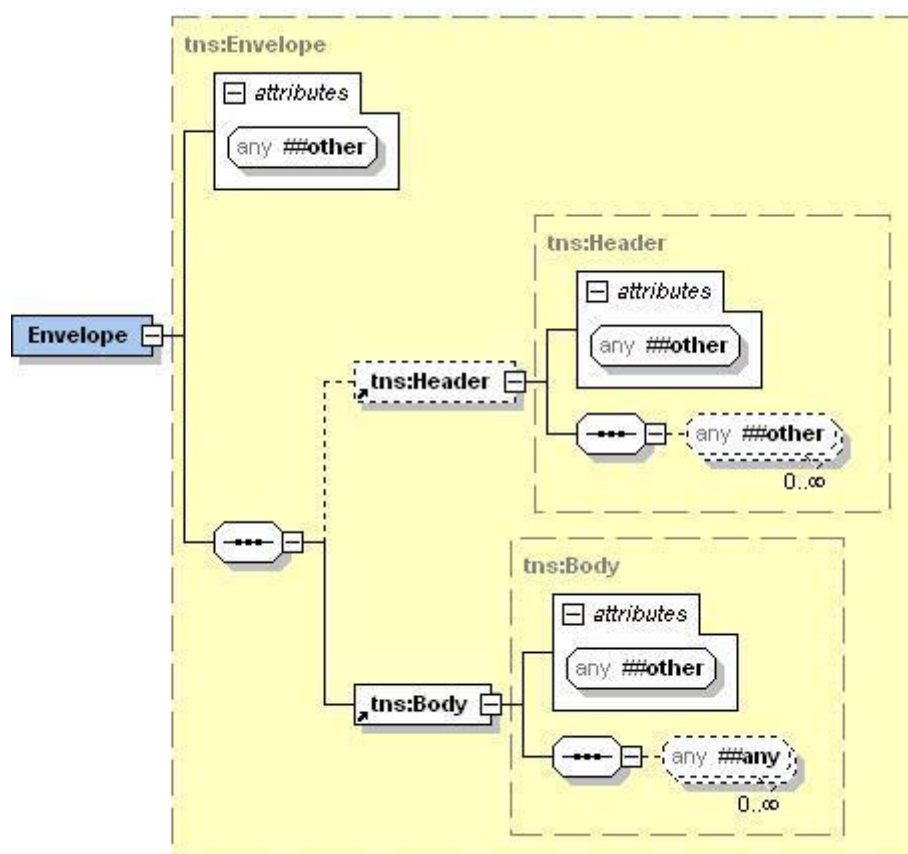 tns:Envelope
attributes
any ##other
tns:Header
attributes
any ##other
Envelope
tns:Header
any ##other
0..∞
tns:Body
attributes
any ##other
tns:Body
any ##any
0..∞